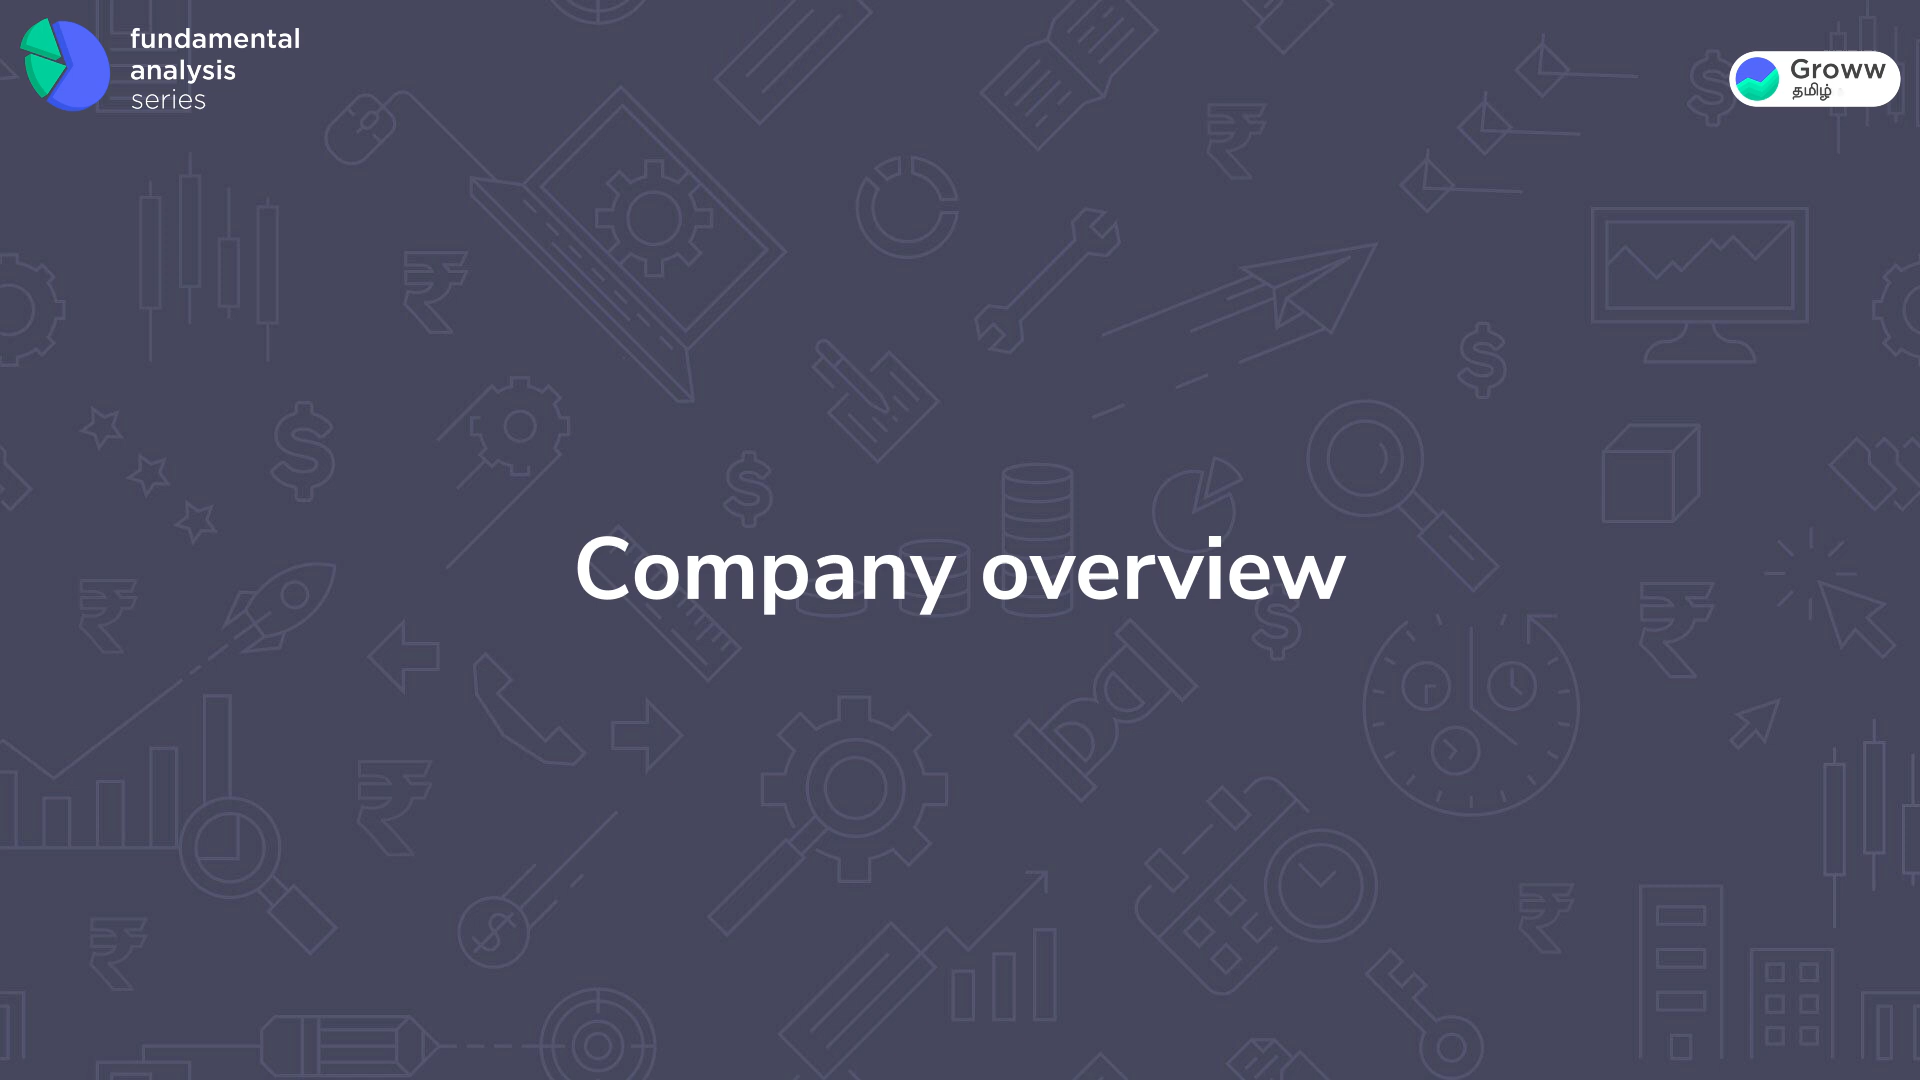 fundamental
analysis
series
Groww
தமிழ்
Company overview